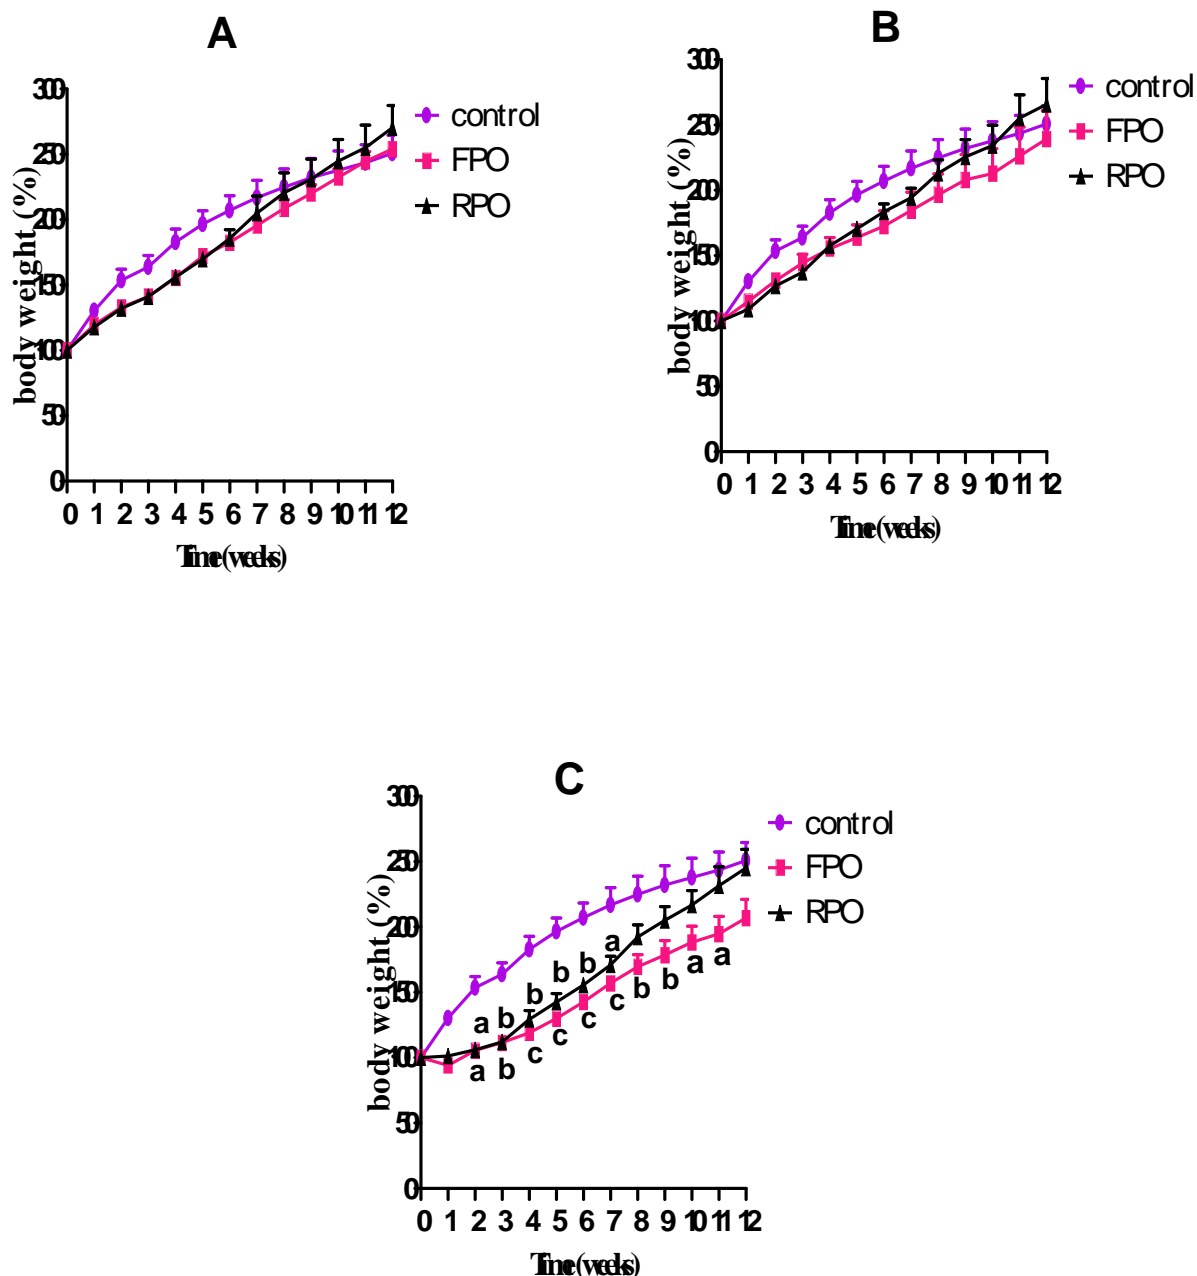 A
300
250
200
150
100
50
0
body weight (%)
0 1 2 3 4 5 6 7 8 9 10 11 12
Time (weeks)
control
FPO
RPO
B
300
250
200
150
100
50
0
body weight (%)
0 1 2 3 4 5 6 7 8 9 10 11 12
Time (weeks)
control
FPO
RPO
C
300
250
200
150
100
50
0
body weight (%)
a b b b b a
a b c c c c b b a a
0 1 2 3 4 5 6 7 8 9 10 11 12
Time (weeks)
control
FPO
RPO